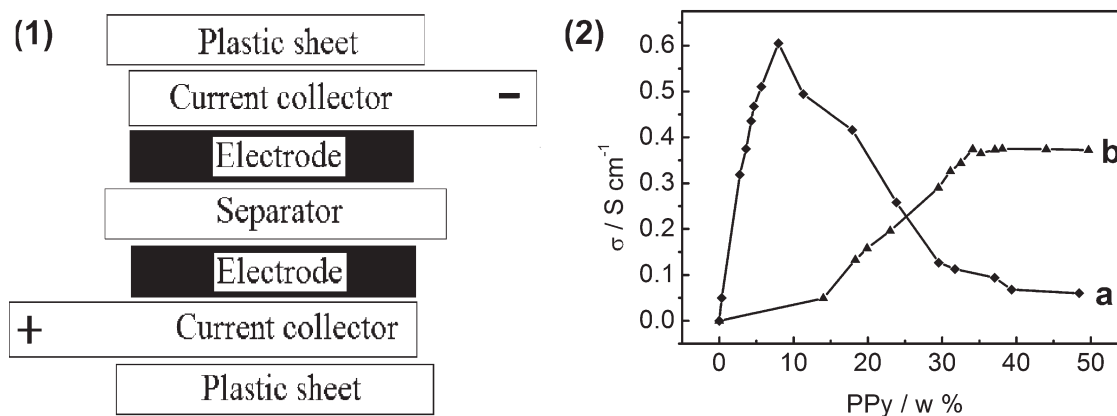 (1)
Plastic sheet
Current collector -
Electrode
Separator
Electrode
+ Current collector
Plastic sheet
(2)
σ / S cm⁻¹
0.6
0.5
0.4
0.3
0.2
0.1
0.0
b
a
0 10 20 30 40 50
PPy / w %